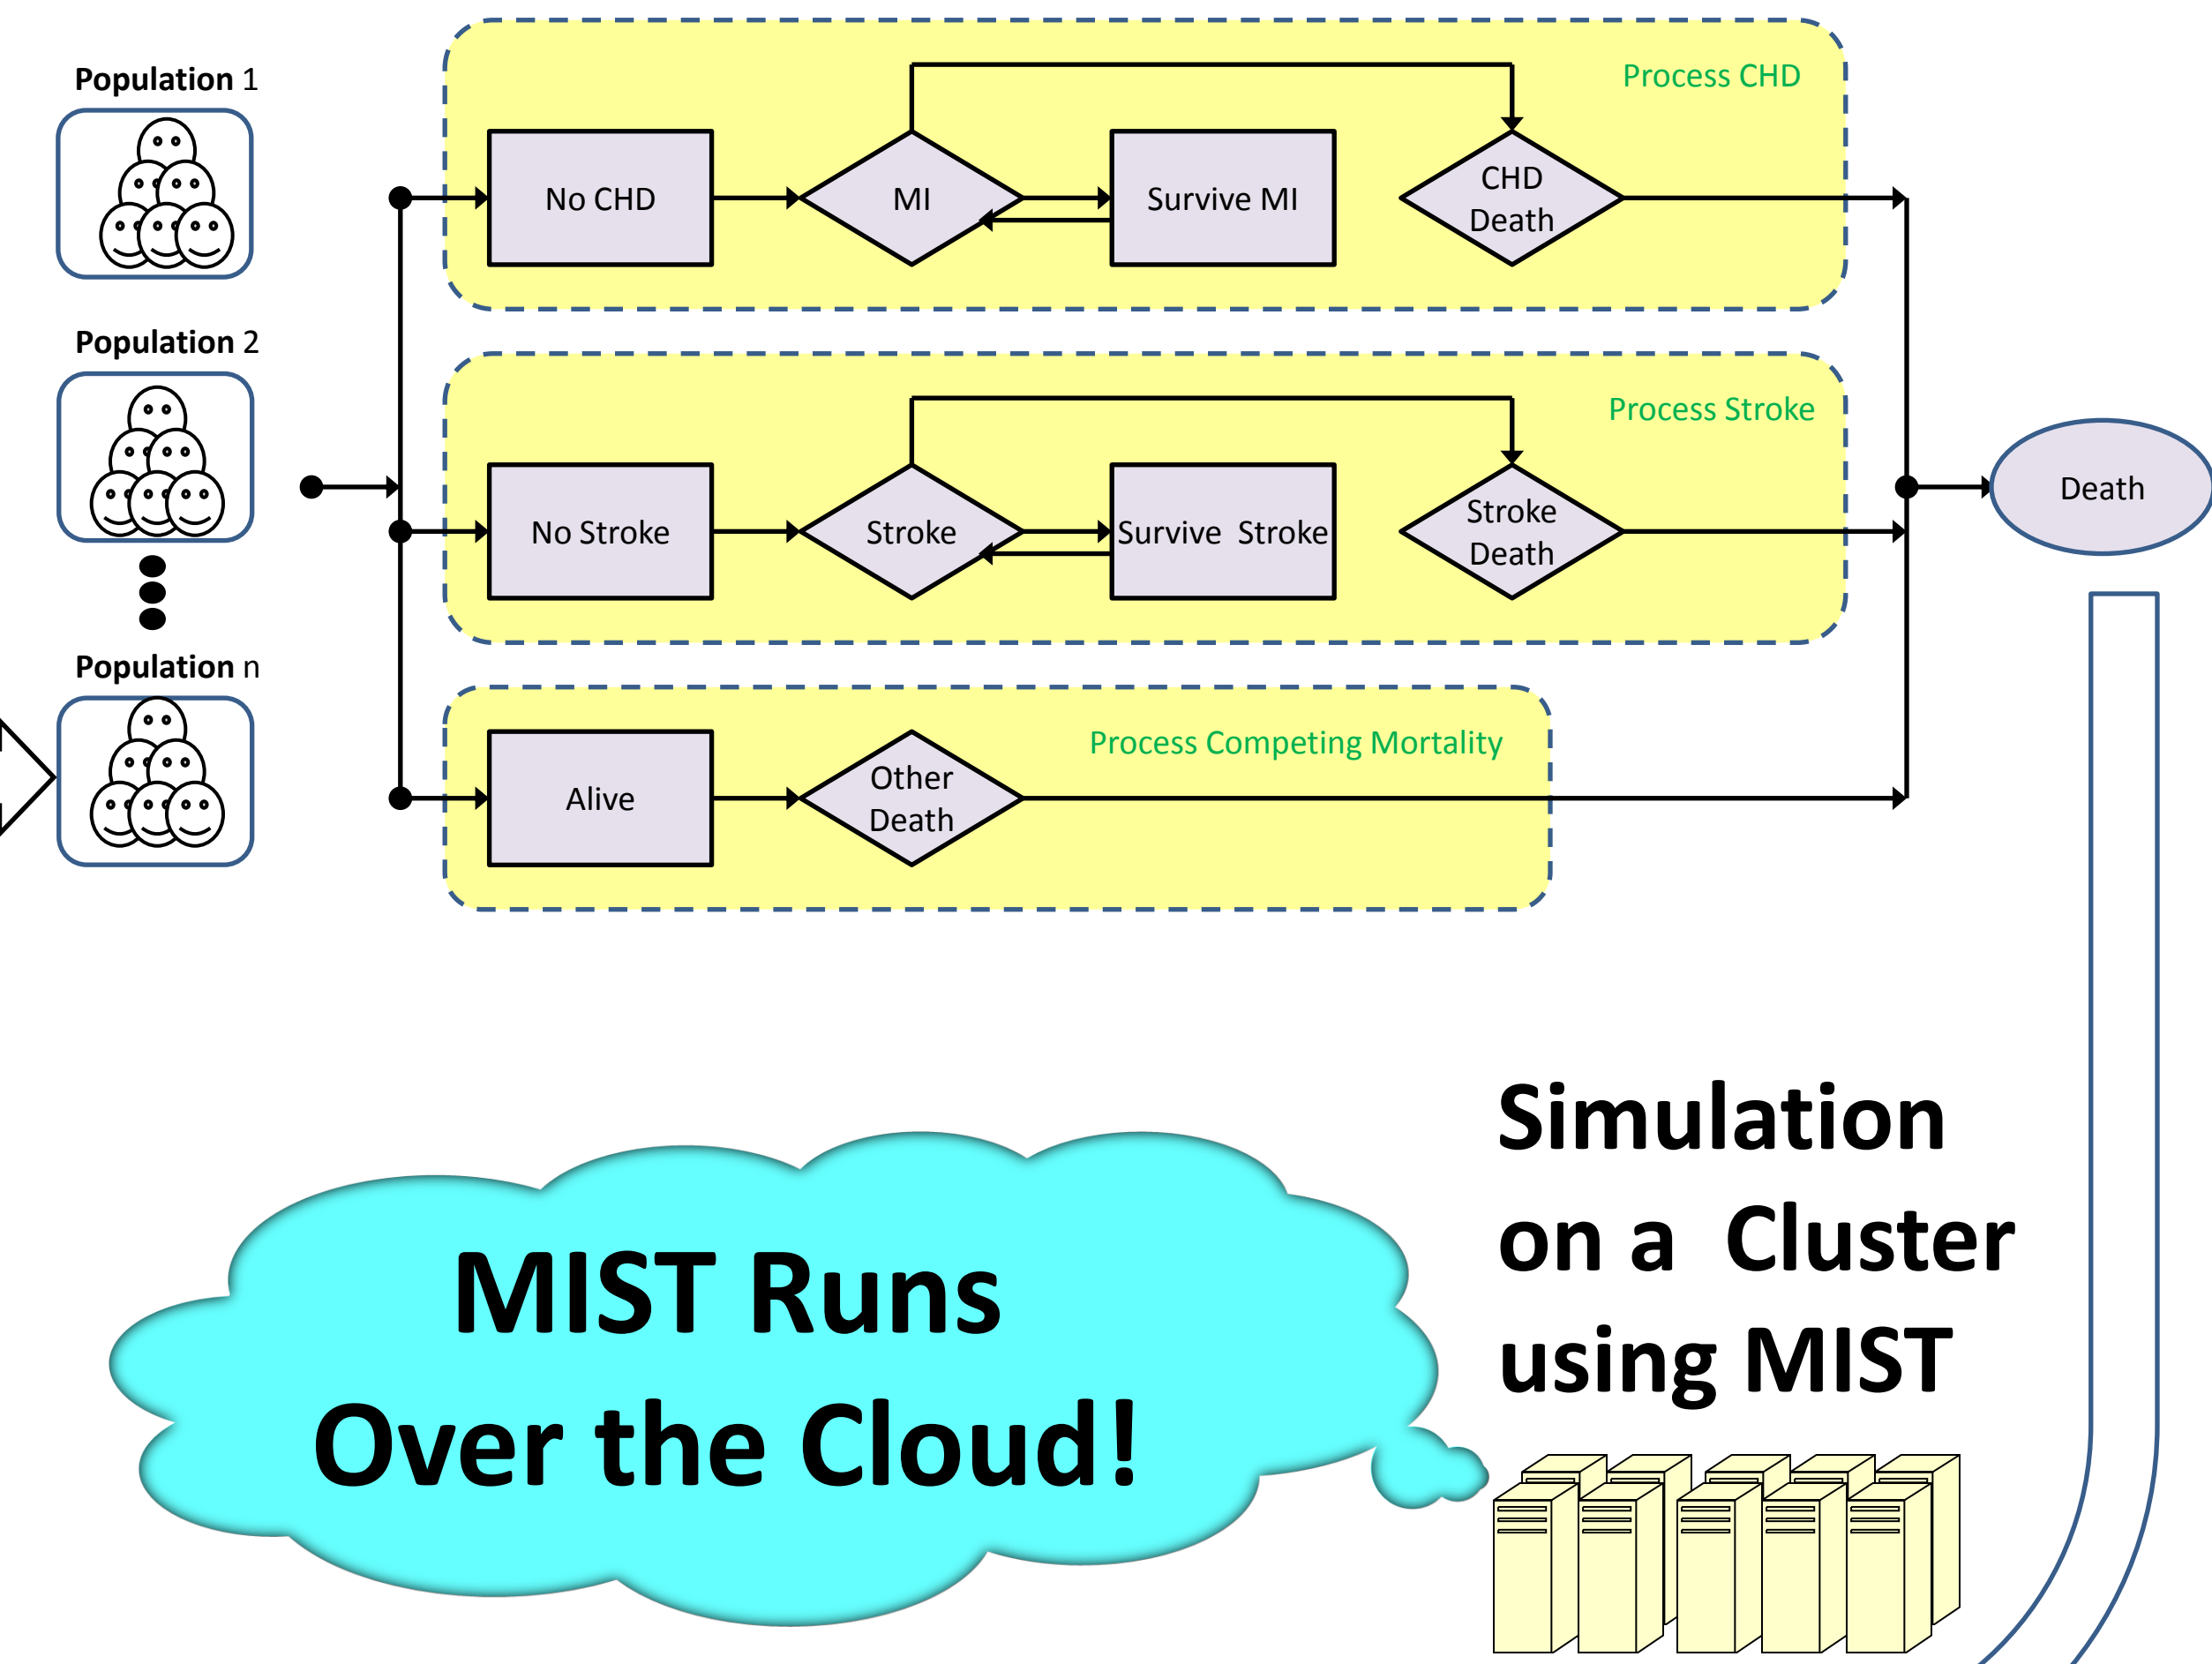 Population 1
Process CHD
No CHD
MI
Survive MI
CHD
Death
Population 2
Process Stroke
No Stroke
Stroke
Survive  Stroke
Stroke
Death
Death
Population n
Process Competing Mortality
Alive
Other
Death
Simulation
on a  Cluster
using MIST
MIST Runs
Over the Cloud!